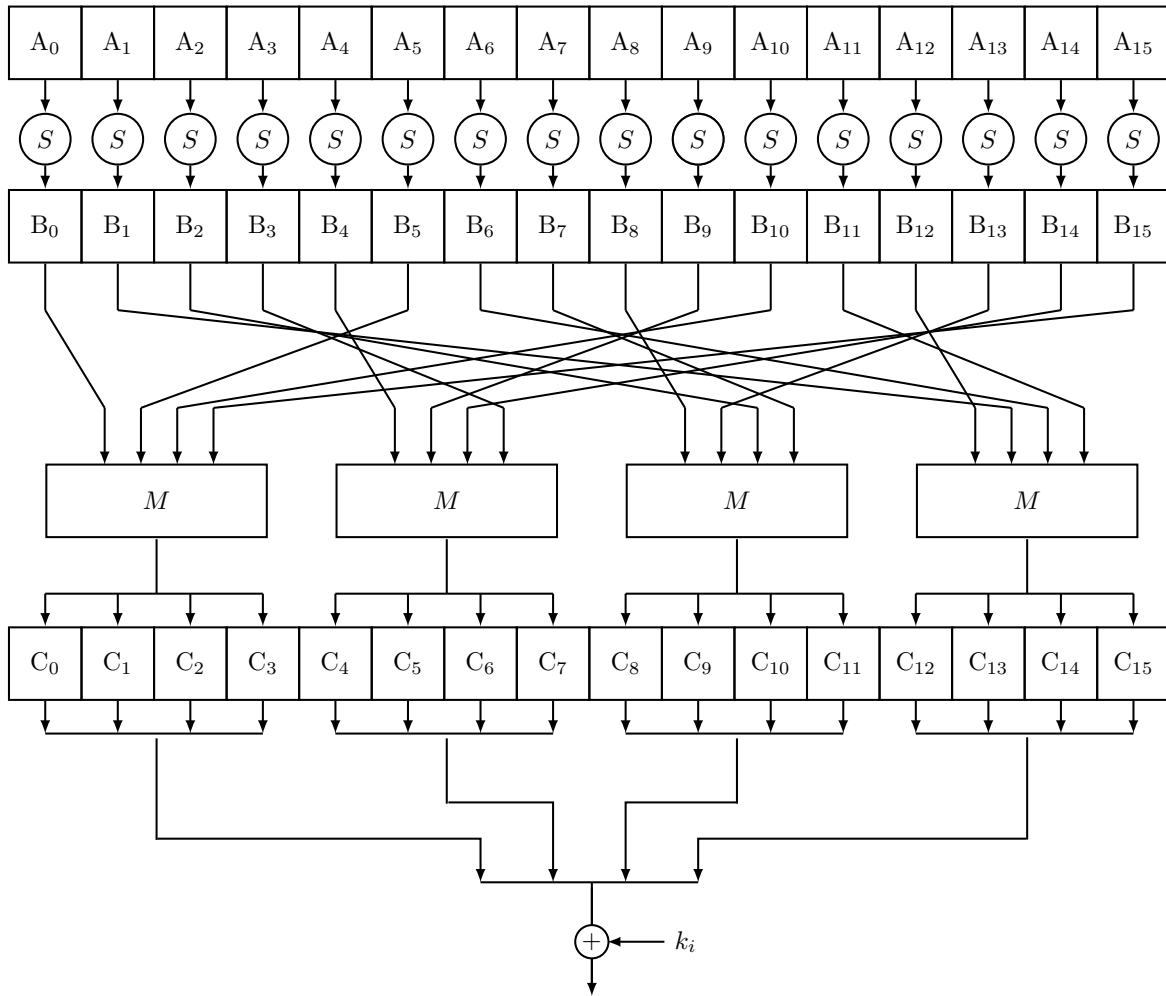 A₀ A₁ A₂ A₃ A₄ A₅ A₆ A₇ A₈ A₉ A₁₀ A₁₁ A₁₂ A₁₃ A₁₄ A₁₅
S S S S S S S S S S S S S S S S
B₀ B₁ B₂ B₃ B₄ B₅ B₆ B₇ B₈ B₉ B₁₀ B₁₁ B₁₂ B₁₃ B₁₄ B₁₅
M M M M
C₀ C₁ C₂ C₃ C₄ C₅ C₆ C₇ C₈ C₉ C₁₀ C₁₁ C₁₂ C₁₃ C₁₄ C₁₅
+ kᵢ